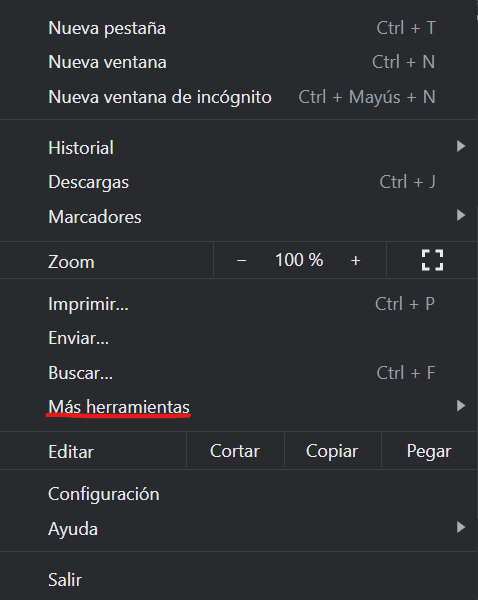 Nueva pestaña Ctrl + T
Nueva ventana Ctrl + N
Nueva ventana de incógnito Ctrl + Mayús + N
Historial
Descargas Ctrl + J
Marcadores
Zoom − 100 % +
Imprimir... Ctrl + P
Enviar...
Buscar... Ctrl + F
Más herramientas
Editar Cortar Copiar Pegar
Configuración
Ayuda
Salir